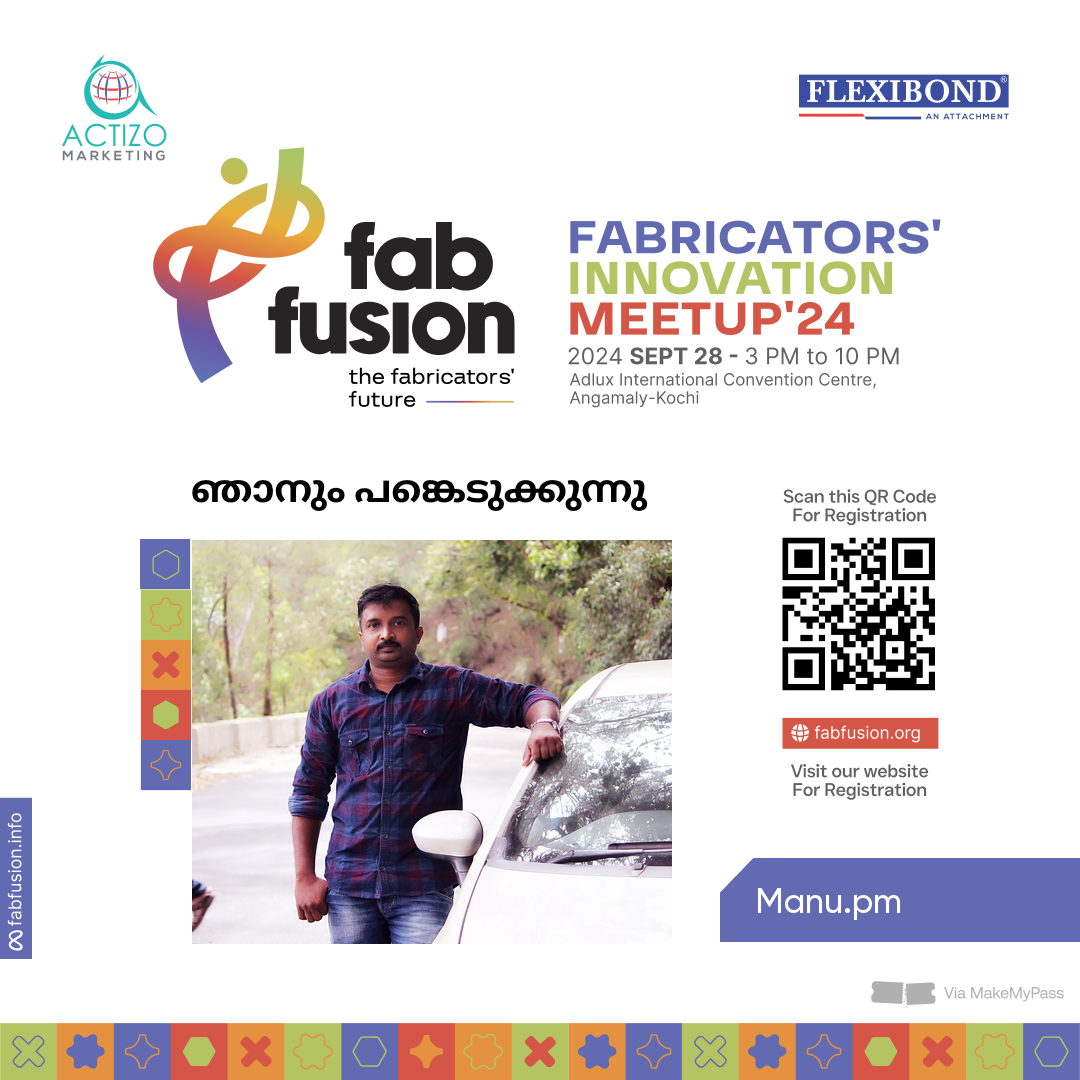 ACTIZO
MARKETING
FLEXIBOND®
AN ATTACHMENT
fab
fusion
the fabricators'
future
FABRICATORS'
INNOVATION
MEETUP'24
2024 SEPT 28 - 3 PM to 10 PM
Adlux International Convention Centre,
Angamaly-Kochi
ഞാനും പങ്കെടുക്കുന്നു
Scan this QR Code
For Registration
fabfusion.org
Visit our website
For Registration
fabfusion.info
Manu.pm
Via MakeMyPass